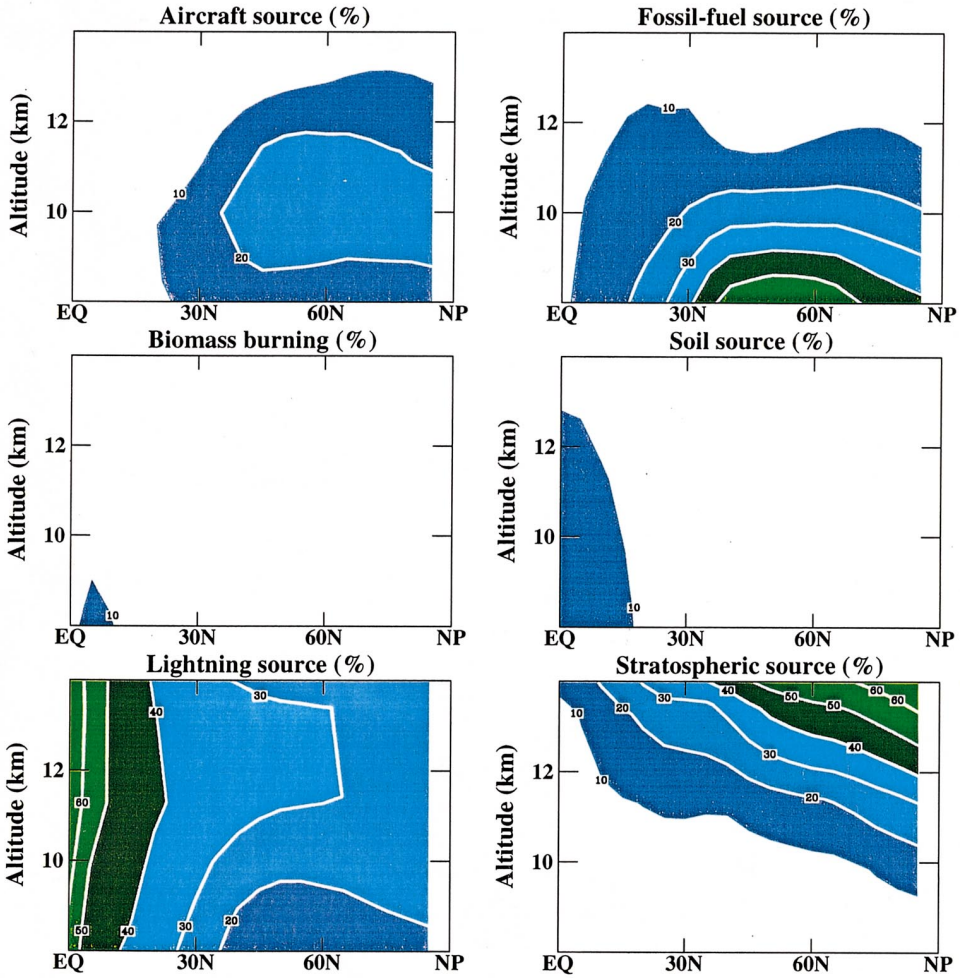 Aircraft source (%)
Altitude (km)
12
10
10
20
EQ 30N 60N NP
Fossil-fuel source (%)
Altitude (km)
12
10
10
20
30
EQ 30N 60N NP
Biomass burning (%)
Altitude (km)
12
10
10
EQ 30N 60N NP
Soil source (%)
Altitude (km)
12
10
10
EQ 30N 60N NP
Lightning source (%)
Altitude (km)
12
10
30
40
60
50
40
30
20
EQ 30N 60N NP
Stratospheric source (%)
Altitude (km)
12
10
10
20
30
40
50
60
60
50
40
30
50
20
10
EQ 30N 60N NP